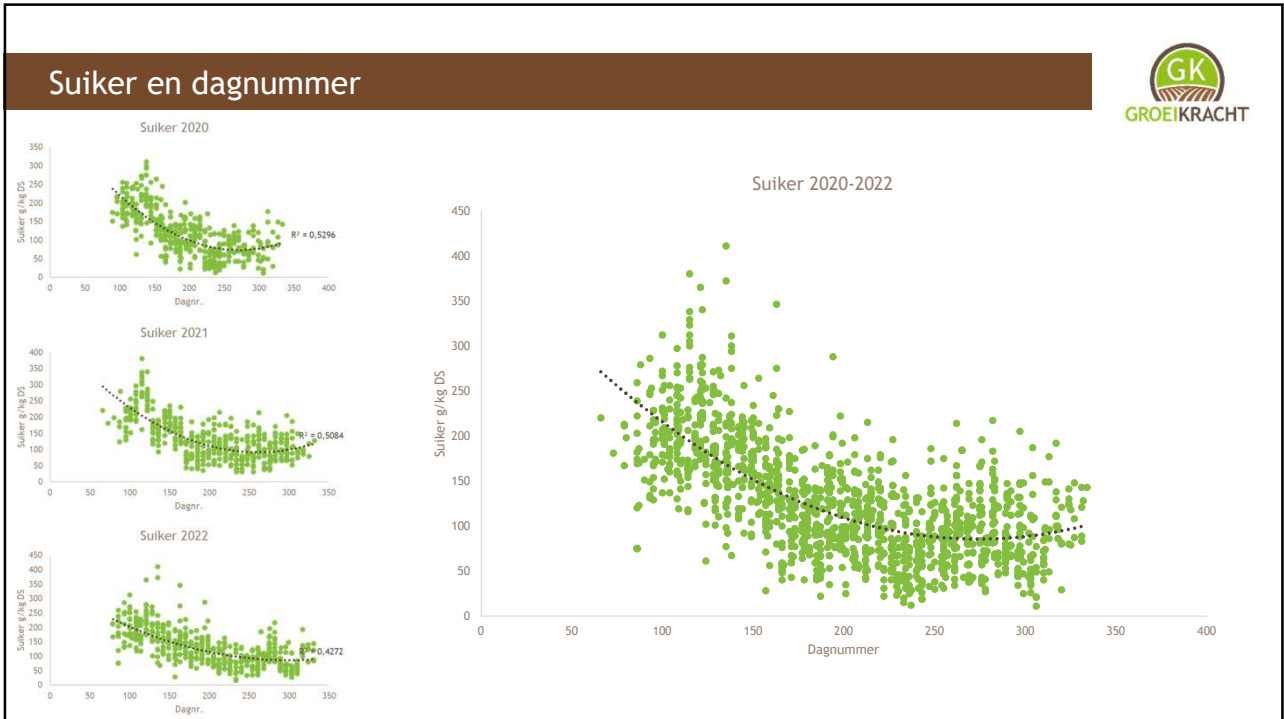 Suiker en dagnummer
GK
GROEIKRACHT
Suiker 2020
350
300
250
200
150
100
50
0
Suiker g/kg DS
R² = 0,5296
0 50 100 150 200 250 300 350 400
Dagnr.
Suiker 2021
400
350
300
250
200
150
100
50
0
Suiker g/kg DS
R² = 0,5084
0 50 100 150 200 250 300 350
Dagnr.
Suiker 2022
450
400
350
300
250
200
150
100
50
0
Suiker g/kg DS
R² = 0,4272
0 50 100 150 200 250 300 350
Dagnr.
Suiker 2020-2022
450
400
350
300
250
200
150
100
50
0
Suiker g/kg DS
0 50 100 150 200 250 300 350 400
Dagnummer